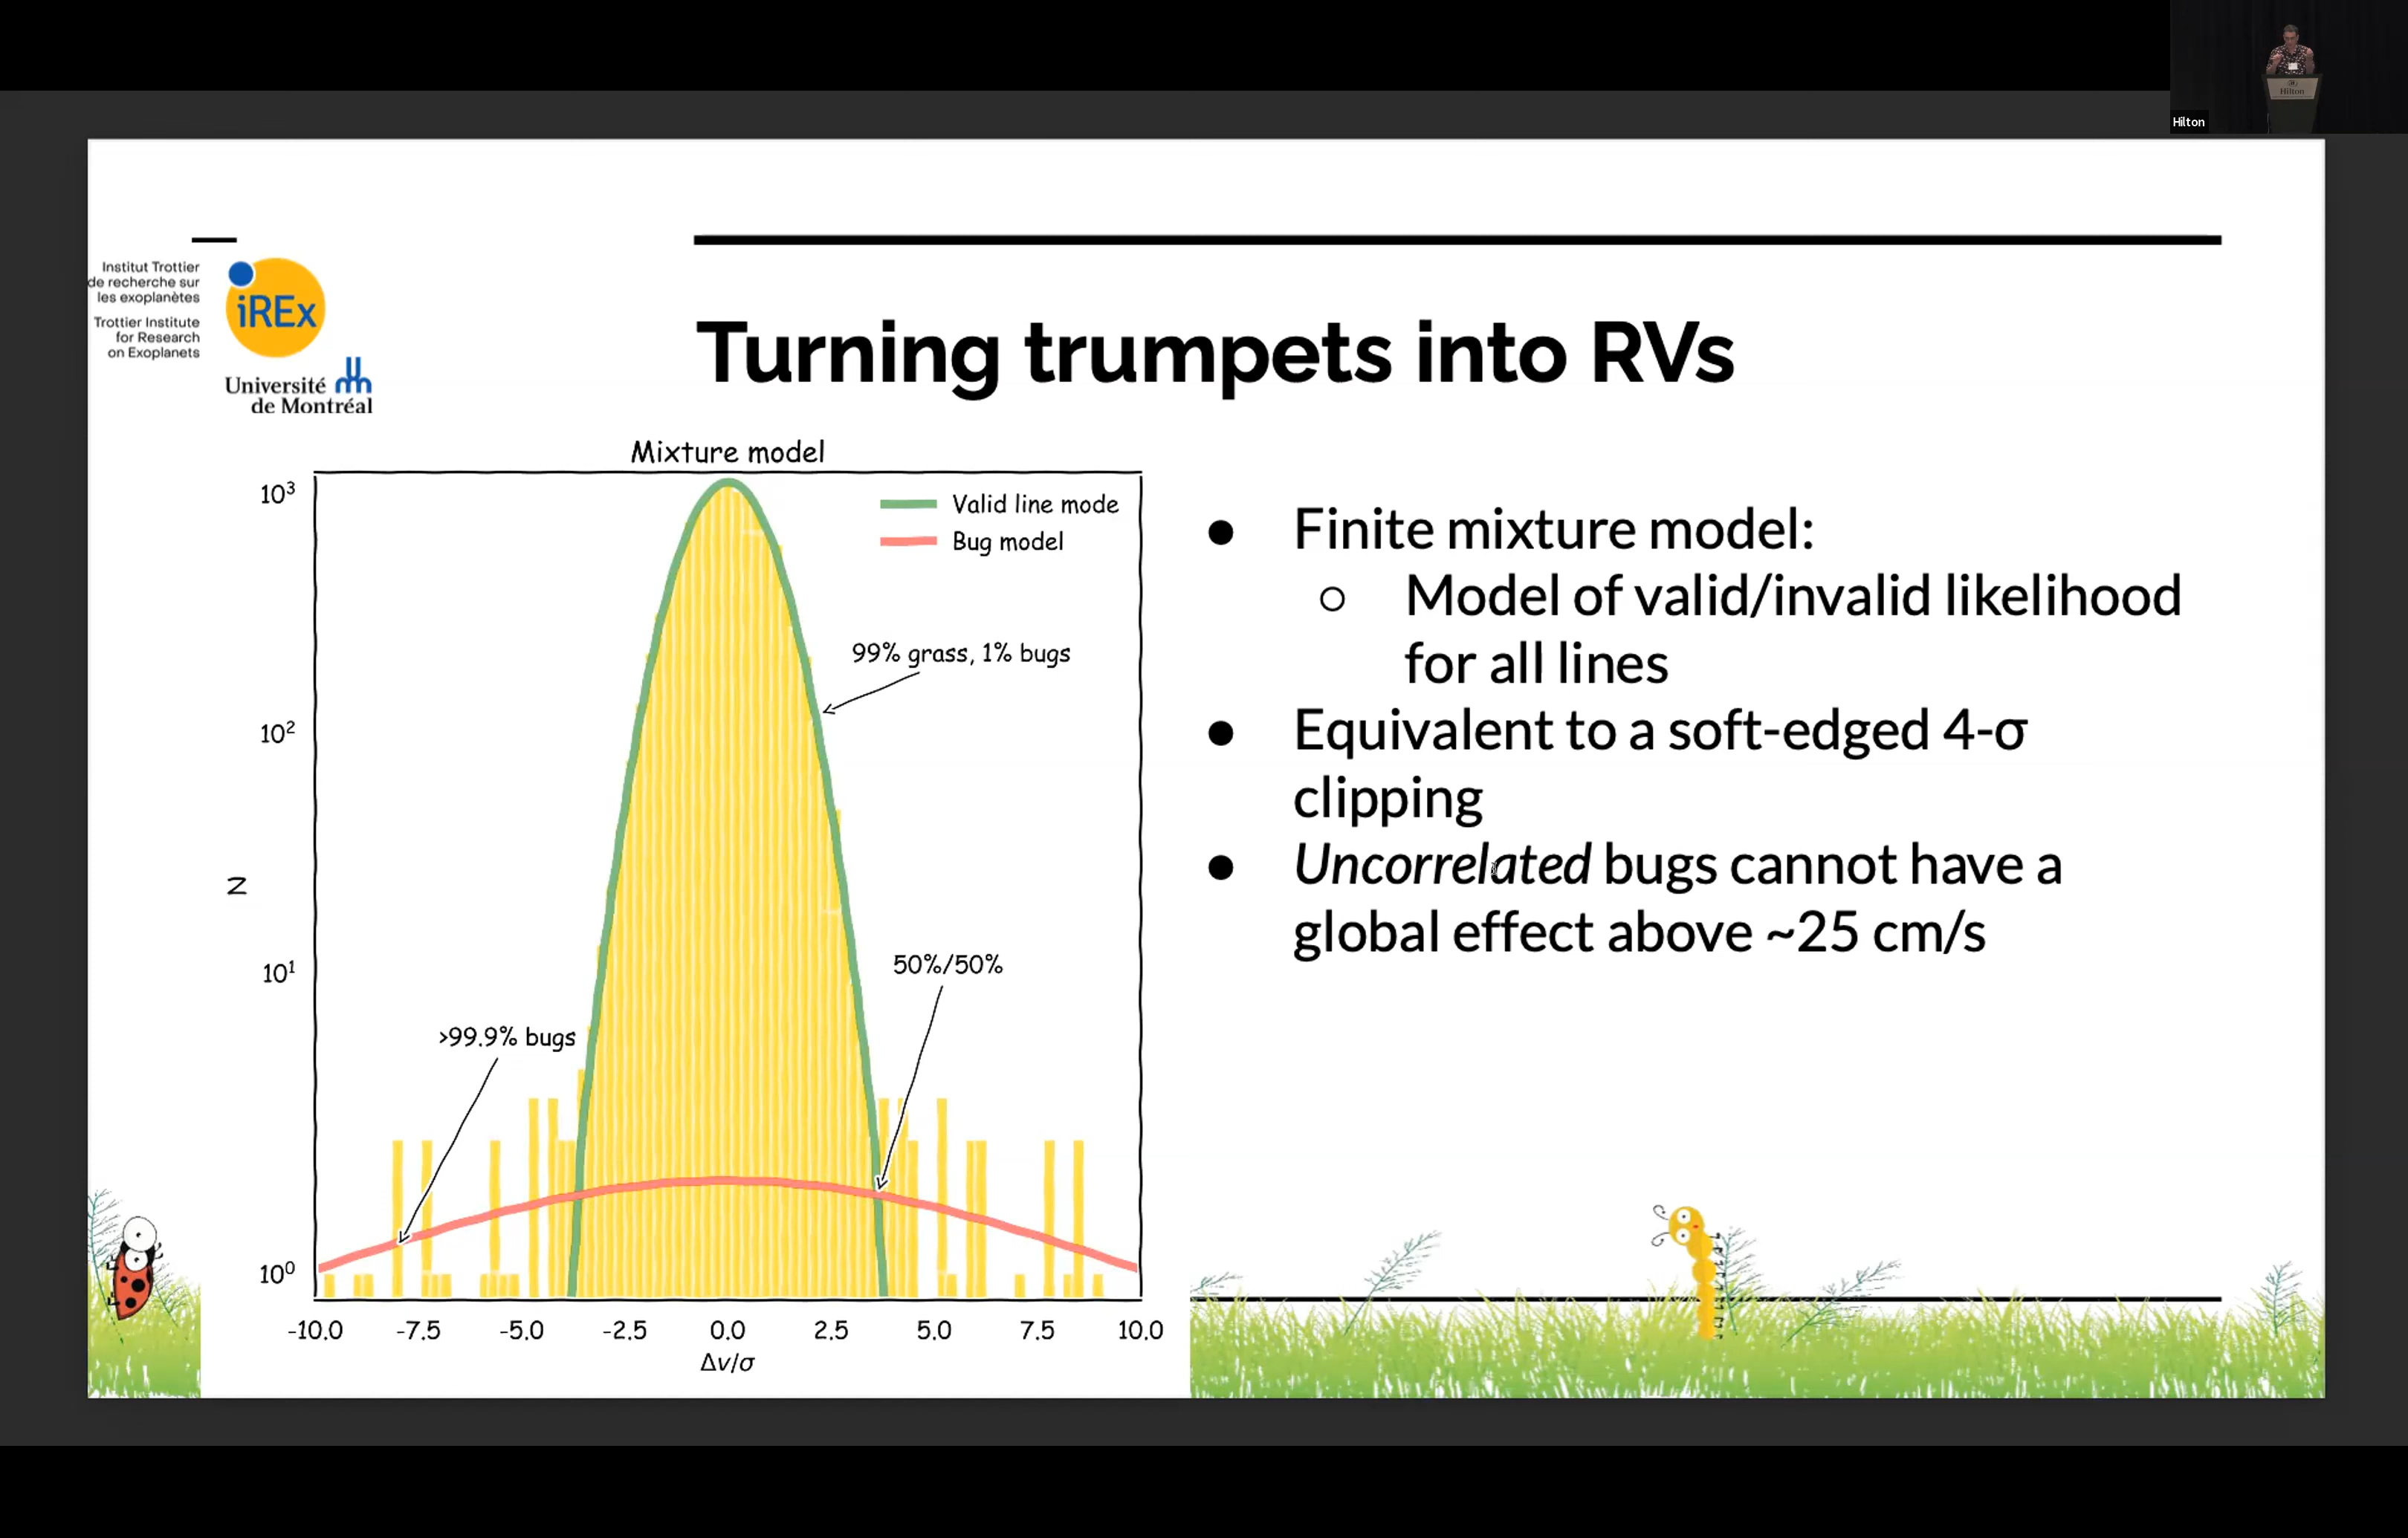 Hilton
Hilton
Institut Trottier
de recherche sur
les exoplanètes
Trottier Institute
for Research
on Exoplanets
iREx
Université
de Montréal
Turning trumpets into RVs
Mixture model
10³
10²
10¹
10⁰
N
Valid line mode
Bug model
99% grass, 1% bugs
50%/50%
>99.9% bugs
-10.0 -7.5 -5.0 -2.5 0.0 2.5 5.0 7.5 10.0
Δv/σ
● Finite mixture model:
○ Model of valid/invalid likelihood
for all lines
● Equivalent to a soft-edged 4-σ
clipping
● Uncorrelated bugs cannot have a
global effect above ~25 cm/s